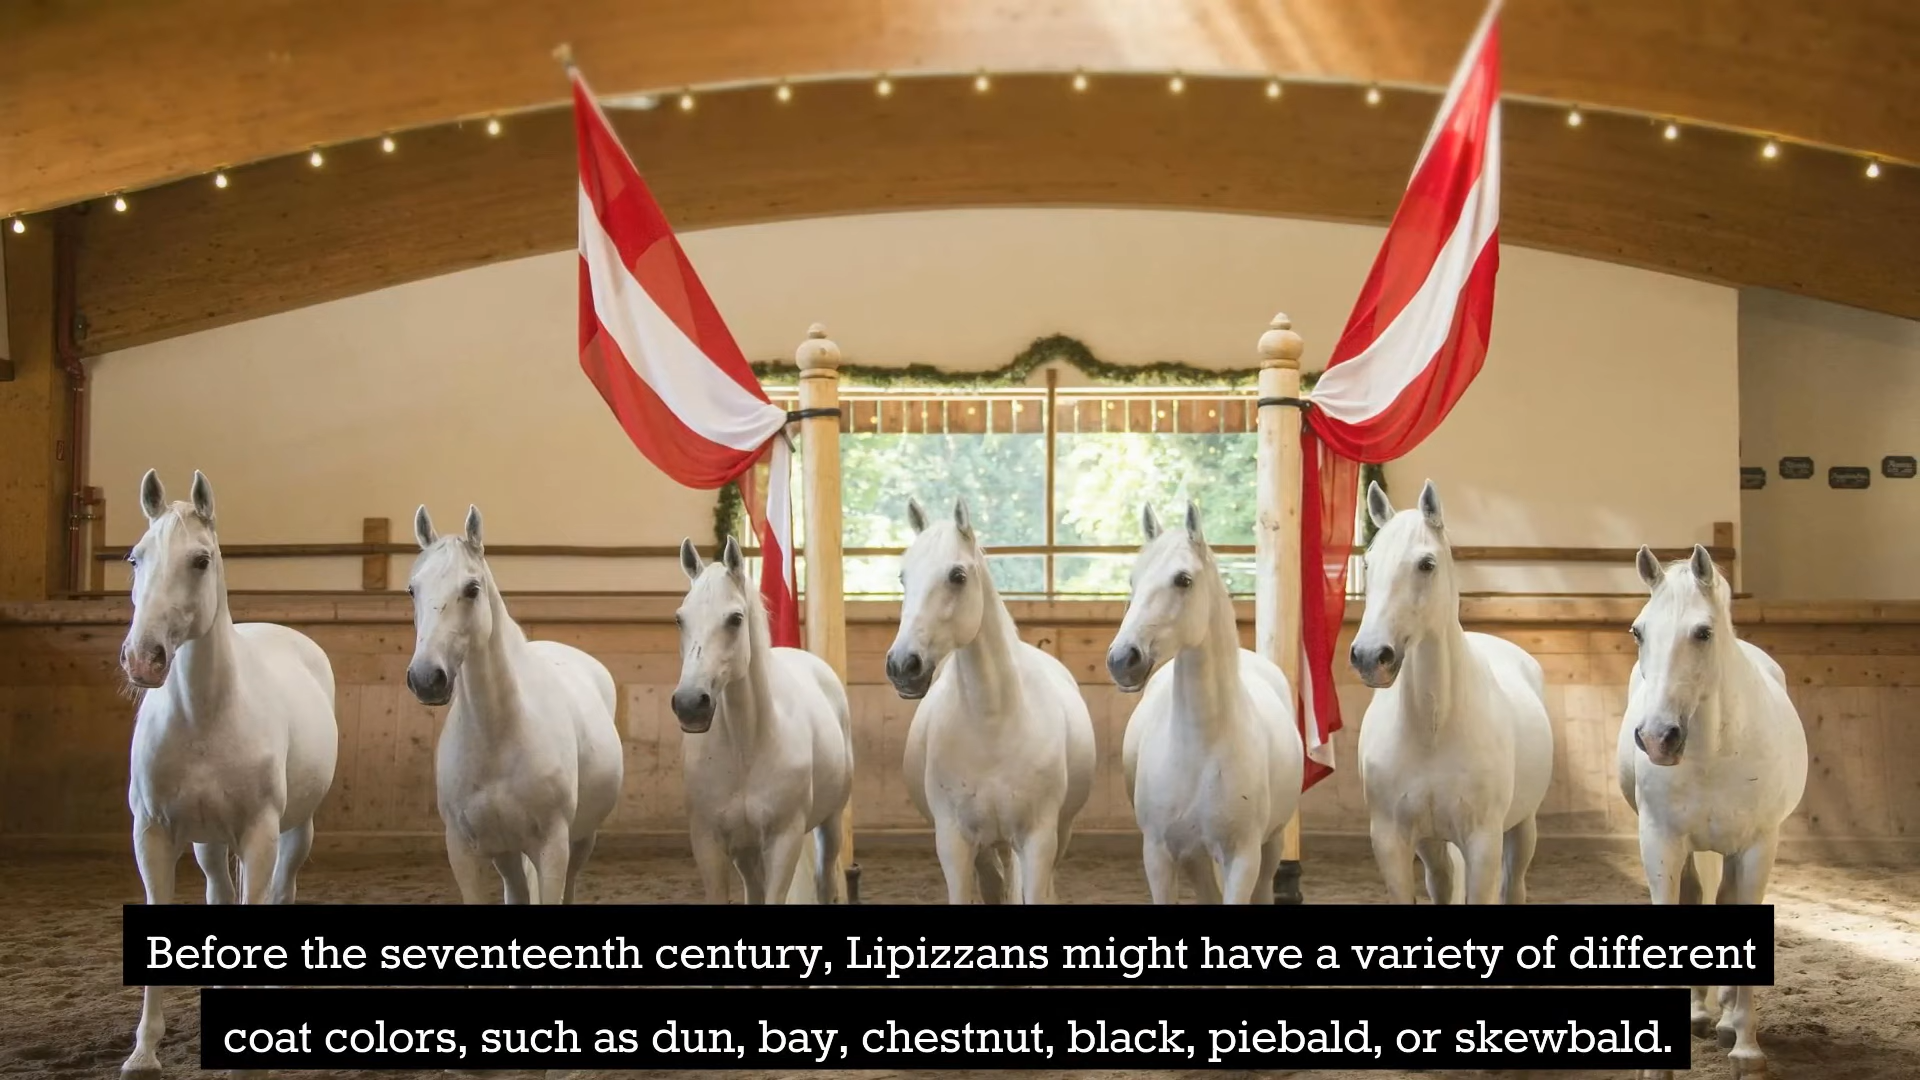 Before the seventeenth century, Lipizzans might have a variety of different
coat colors, such as dun, bay, chestnut, black, piebald, or skewbald.